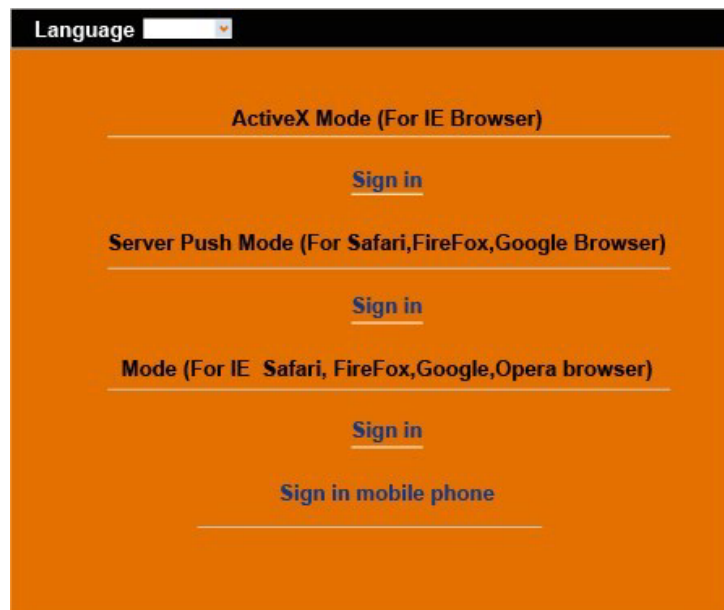 Language
ActiveX Mode (For IE Browser)
Sign in
Server Push Mode (For Safari,FireFox,Google Browser)
Sign in
Mode (For IE Safari, FireFox,Google,Opera browser)
Sign in
Sign in mobile phone